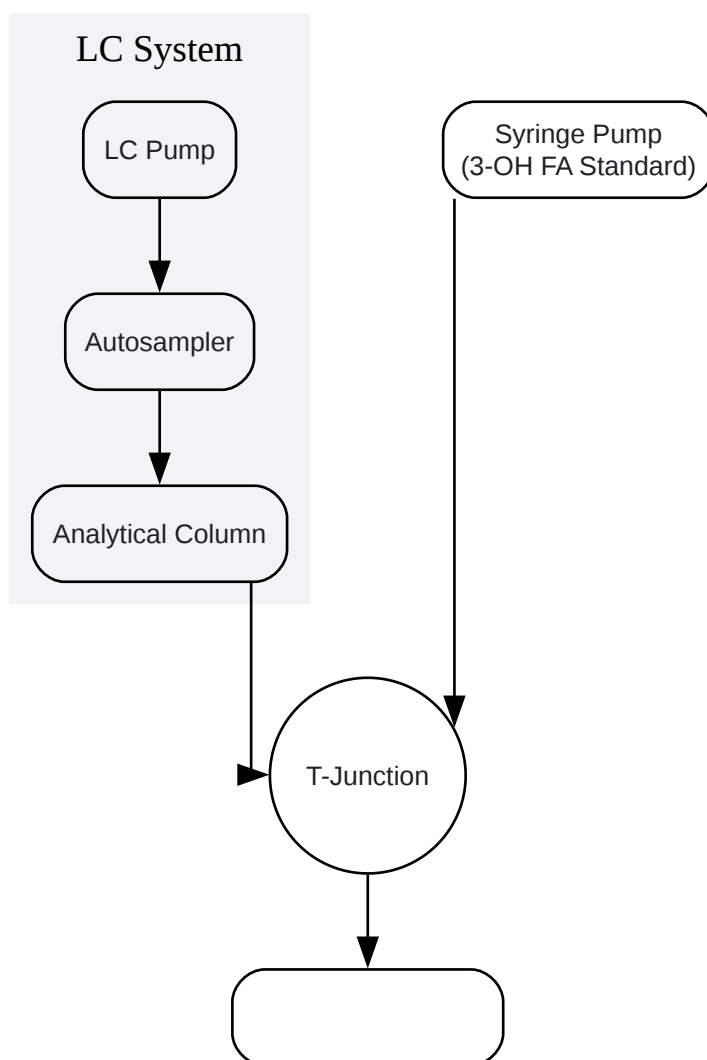 LC System
LC Pump
Syringe Pump
(3-OH FA Standard)
Autosampler
Analytical Column
T-Junction